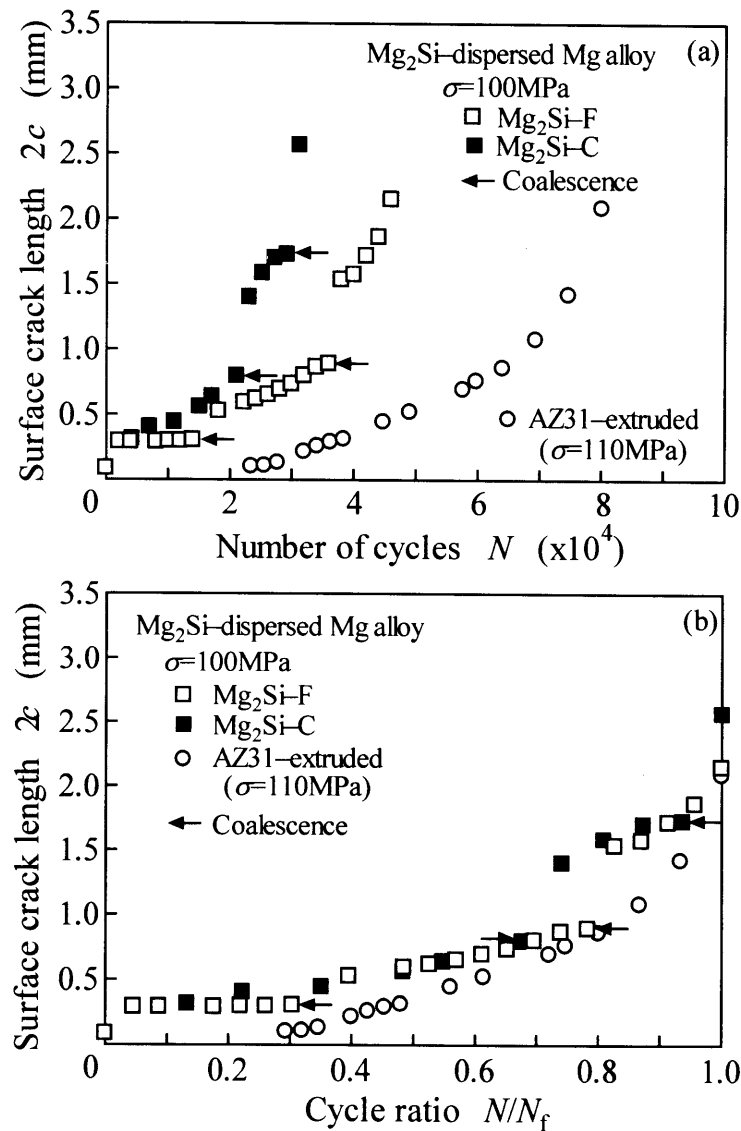 3.5
(a)
Mg₂Si–dispersed Mg alloy
3.0
σ=100MPa
Mg₂Si–F
2.5
Mg₂Si–C
Coalescence
2.0
1.5
1.0
0.5
AZ31–extruded
(σ=110MPa)
0 2 4 6 8 10
Surface crack length 2c (mm)
Number of cycles N (x10⁴)
3.5
(b)
Mg₂Si–dispersed Mg alloy
3.0
σ=100MPa
Mg₂Si–F
2.5
Mg₂Si–C
AZ31–extruded
(σ=110MPa)
2.0
Coalescence
1.5
1.0
0.5
0 0.2 0.4 0.6 0.8 1.0
Surface crack length 2c (mm)
Cycle ratio N/Nf